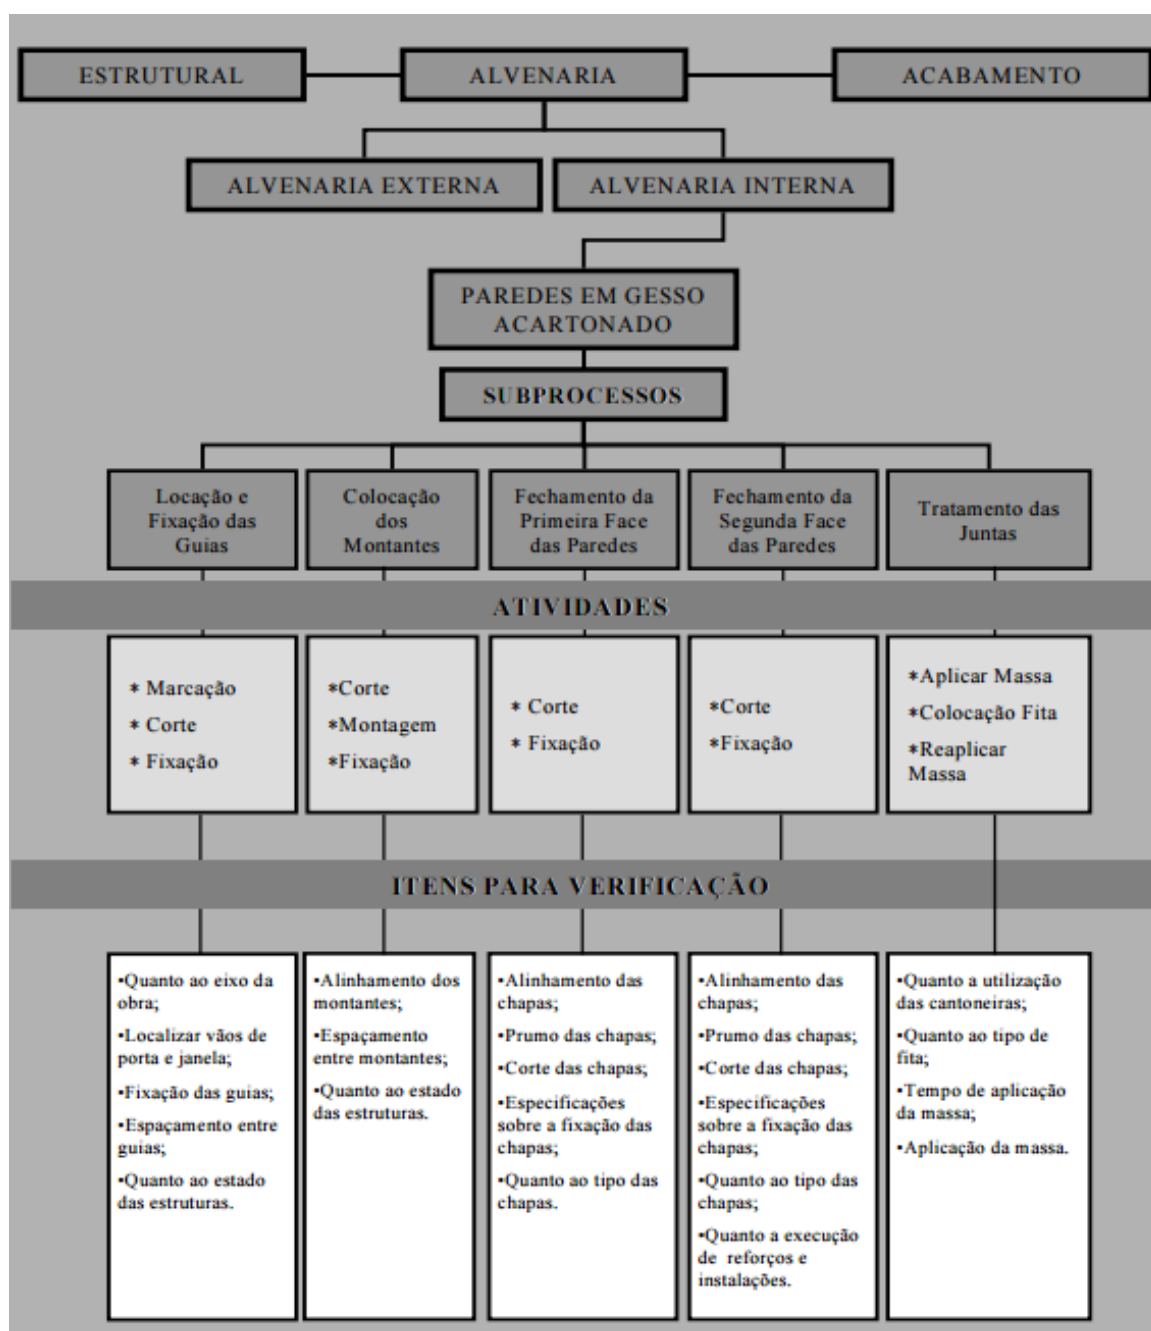 ESTRUTURAL
ALVENARIA
ACABAMENTO
ALVENARIA EXTERNA
ALVENARIA INTERNA
PAREDES EM GESSO
ACARTONADO
SUBPROCESSOS
Locação e
Fixação das
Guias
Colocação
dos
Montantes
Fechamento da
Primeira Face
das Paredes
Fechamento da
Segunda Face
das Paredes
Tratamento das
Juntas
ATIVIDADES
* Marcação
* Corte
* Fixação
*Corte
*Montagem
*Fixação
* Corte
* Fixação
*Corte
*Fixação
*Aplicar Massa
*Colocação Fita
*Reaplicar
Massa
ITENS PARA VERIFICAÇÃO
•Quanto ao eixo da
obra;
•Localizar vãos de
porta e janela;
•Fixação das guias;
•Espaçamento entre
guias;
•Quanto ao estado
das estruturas.
•Alinhamento dos
montantes;
•Espaçamento
entre montantes;
•Quanto ao estado
das estruturas.
•Alinhamento das
chapas;
•Prumo das chapas;
•Corte das chapas;
•Especificações
sobre a fixação das
chapas;
•Quanto ao tipo das
chapas.
•Alinhamento das
chapas;
•Prumo das chapas;
•Corte das chapas;
•Especificações
sobre a fixação das
chapas;
•Quanto ao tipo das
chapas;
•Quanto a execução
de reforços e
instalações.
•Quanto a utilização
das cantoneiras;
•Quanto ao tipo de
fita;
•Tempo de aplicação
da massa;
•Aplicação da massa.